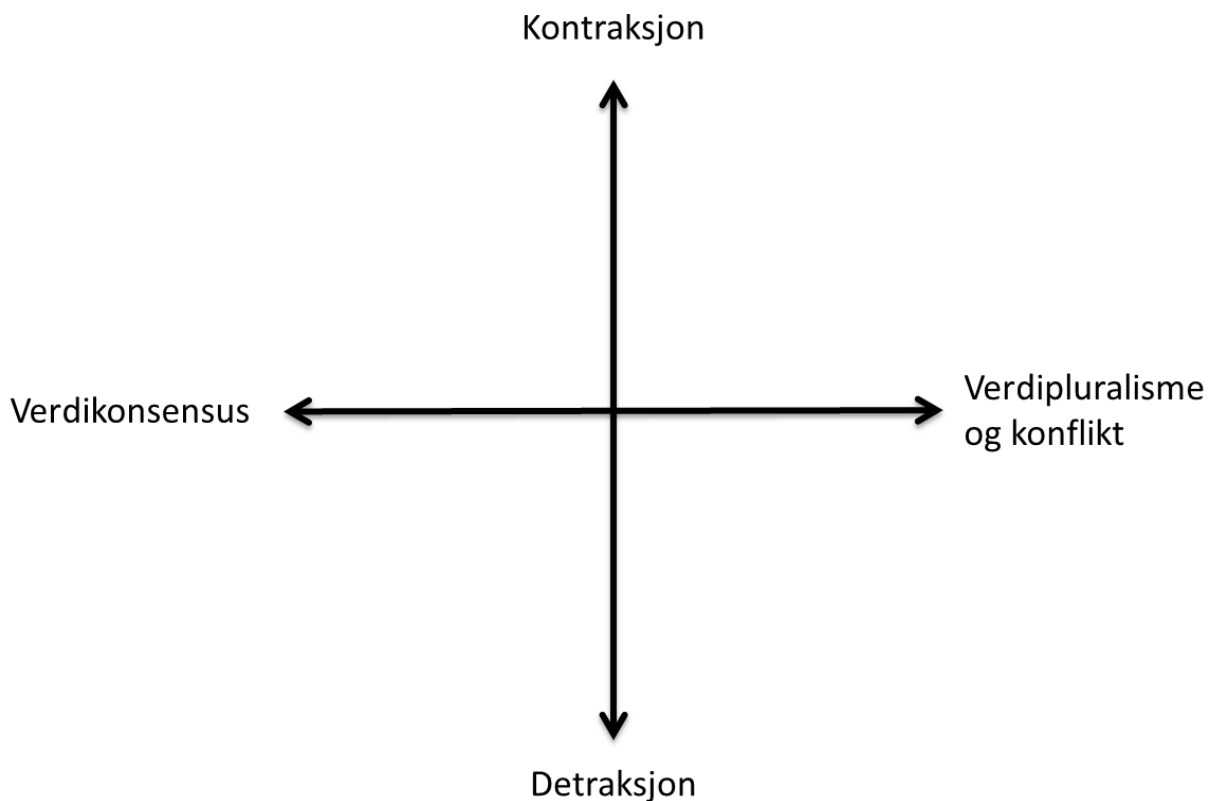 Kontraksjon
Verdikonsensus
Verdipluralisme
og konflikt
Detraksjon